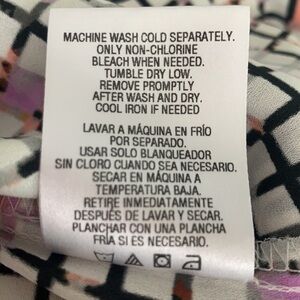 MACHINE WASH COLD SEPARATELY.
ONLY NON-CHLORINE
BLEACH WHEN NEEDED.
TUMBLE DRY LOW.
REMOVE PROMPTLY
AFTER WASH AND DRY.
COOL IRON IF NEEDED
LAVAR A MÁQUINA EN FRÍO
POR SEPARADO.
USAR SOLO BLANQUEADOR
SIN CLORO CUANDO SEA NECESARIO.
SECAR EN MÁQUINA A
TEMPERATURA BAJA.
RETIRE INMEDIATAMENTE
DESPUÉS DE LAVAR Y SECAR.
PLANCHAR CON UNA PLANCHA
FRÍA SI ES NECESARIO.